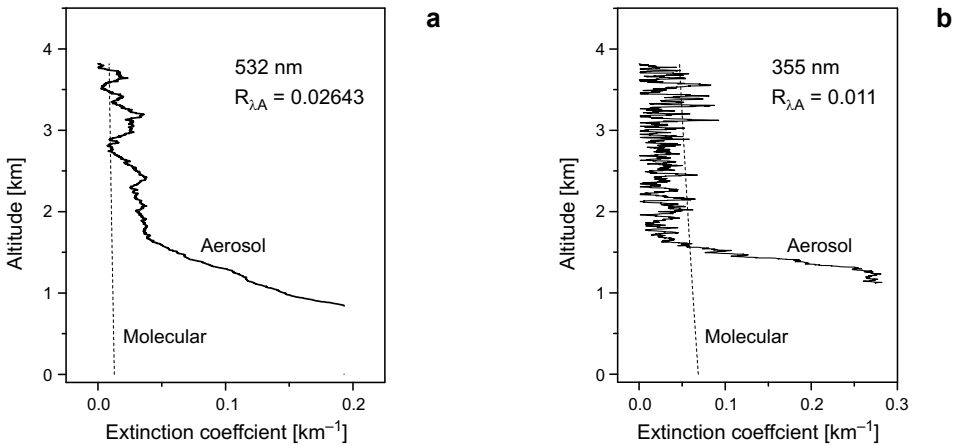 a
4
3
2
1
0
Altitude [km]
532 nm
RλA = 0.02643
Aerosol
Molecular
0.0
0.1
0.2
Extinction coeffcient [km−1]
b
4
3
2
1
0
Altitude [km]
355 nm
RλA = 0.011
Aerosol
Molecular
0.0
0.1
0.2
0.3
Extinction coeffcient [km−1]